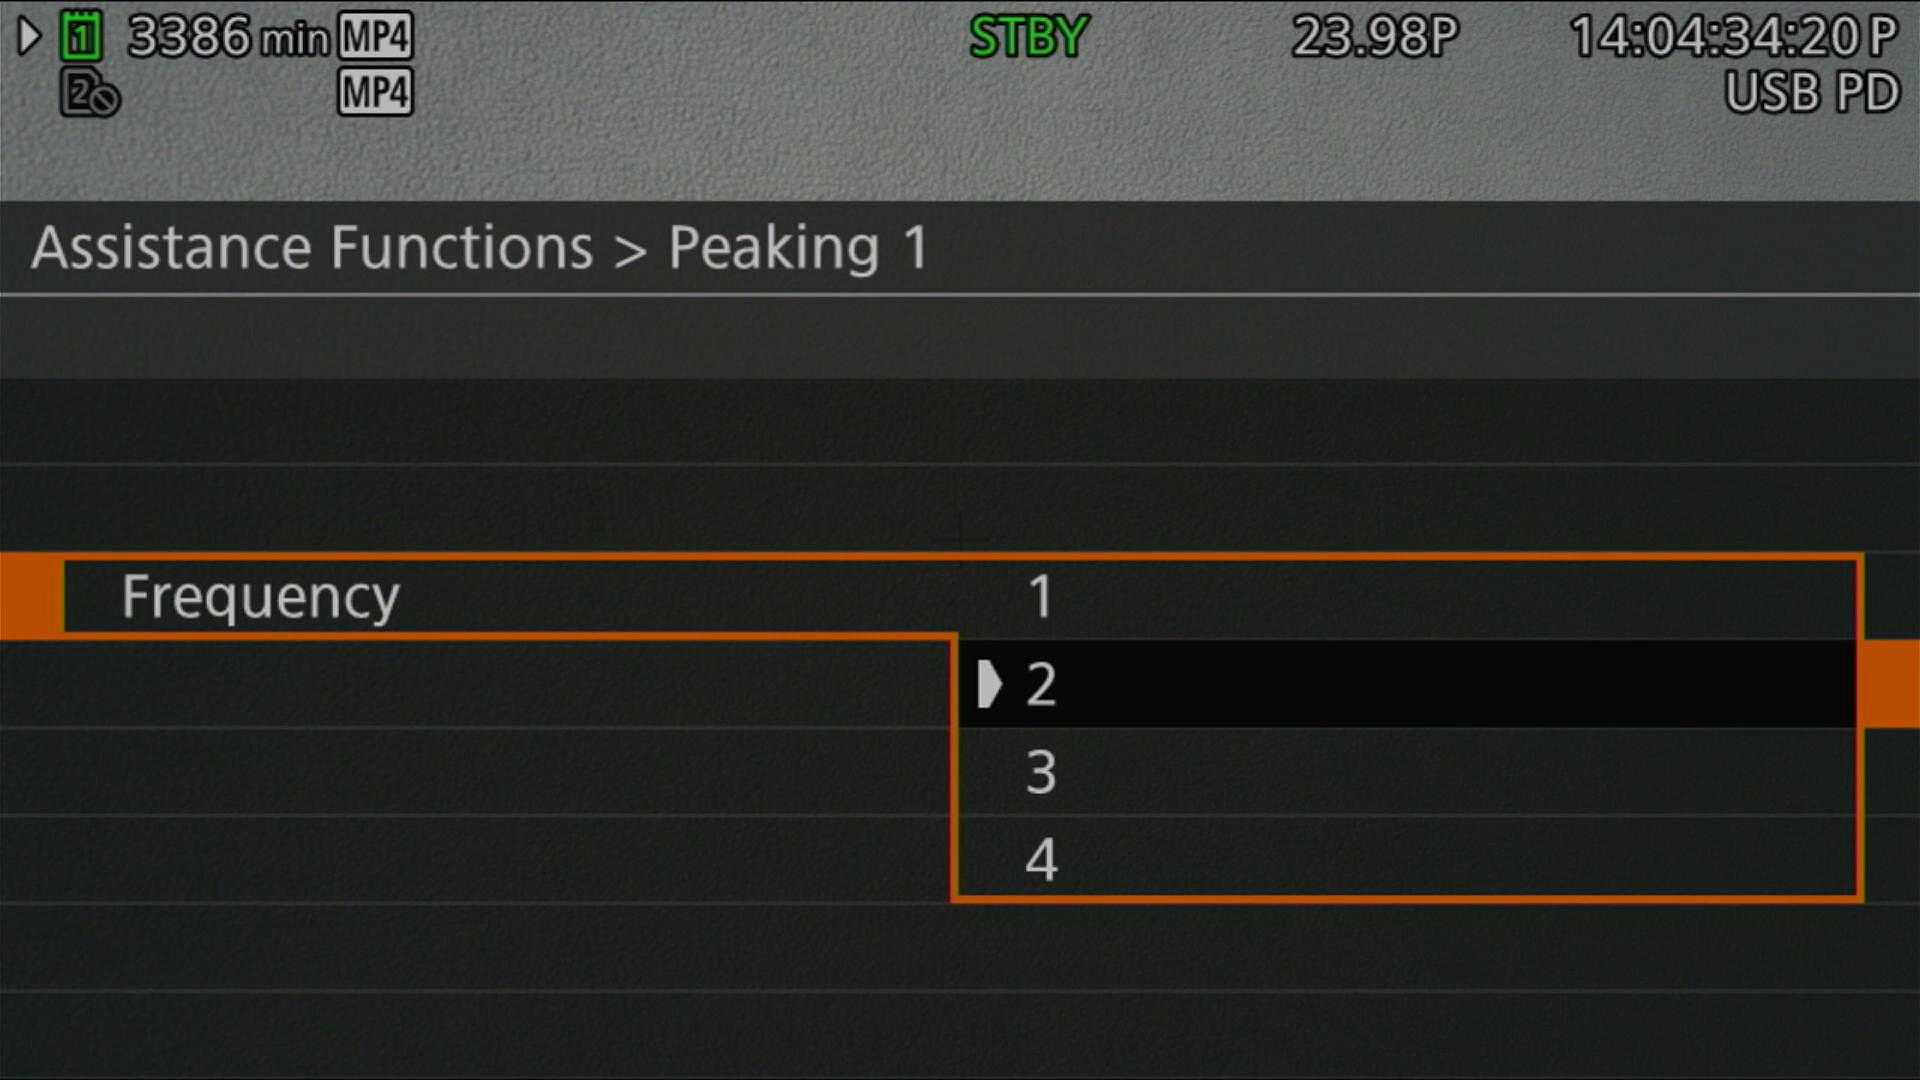 1 3386 min MP4 STBY 23.98P 14:04:34:20 P
2 MP4 USB PD
Assistance Functions > Peaking 1
Frequency 1
2
3
4